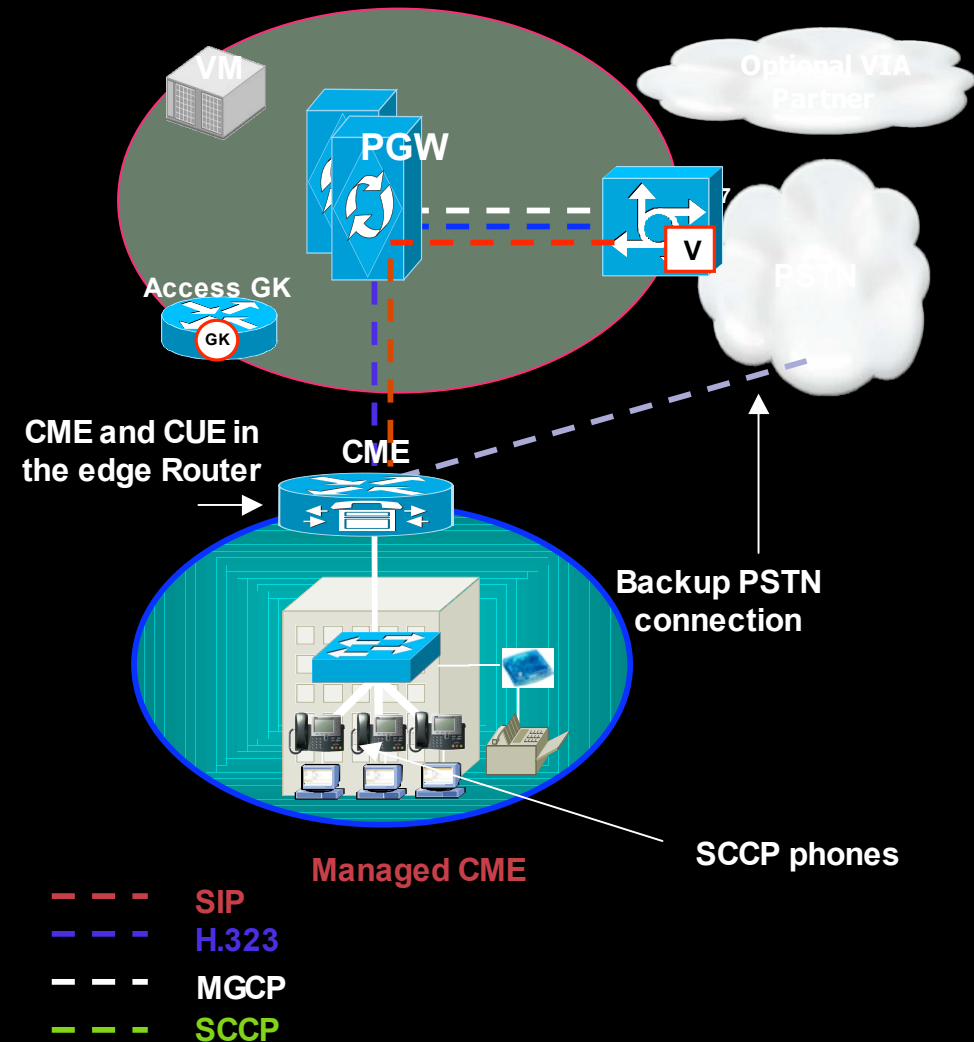 VM
Optional VIA
Partner
PGW
7
V
PSTN
Access GK
GK
CME and CUE in
the edge Router
CME
Backup PSTN
connection
SCCP phones
Managed CME
SIP
H.323
MGCP
SCCP